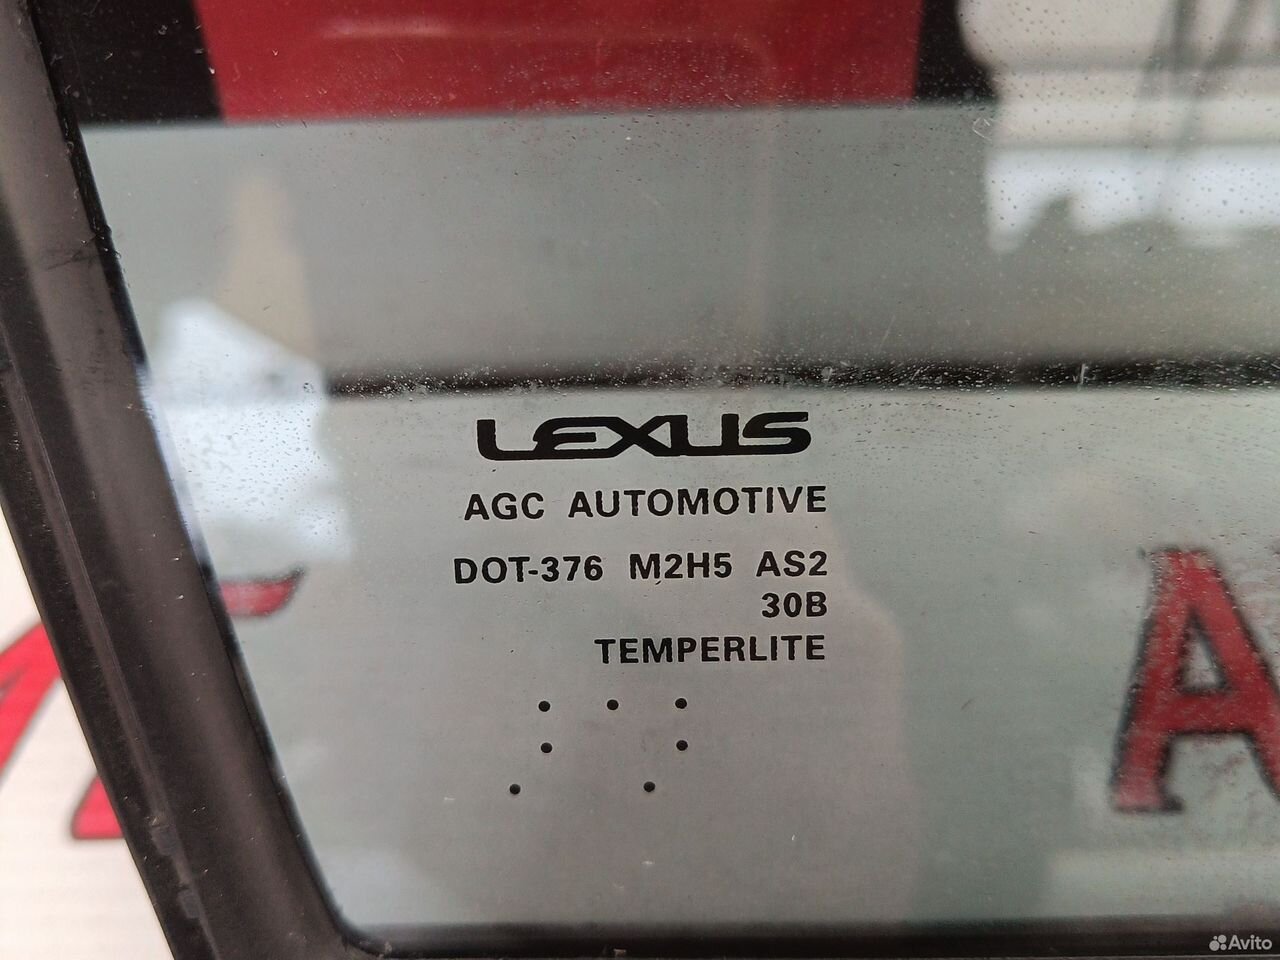 LEXUS
AGC AUTOMOTIVE
DOT-376 M2H5 AS2
30B
TEMPERLITE
A
Avito